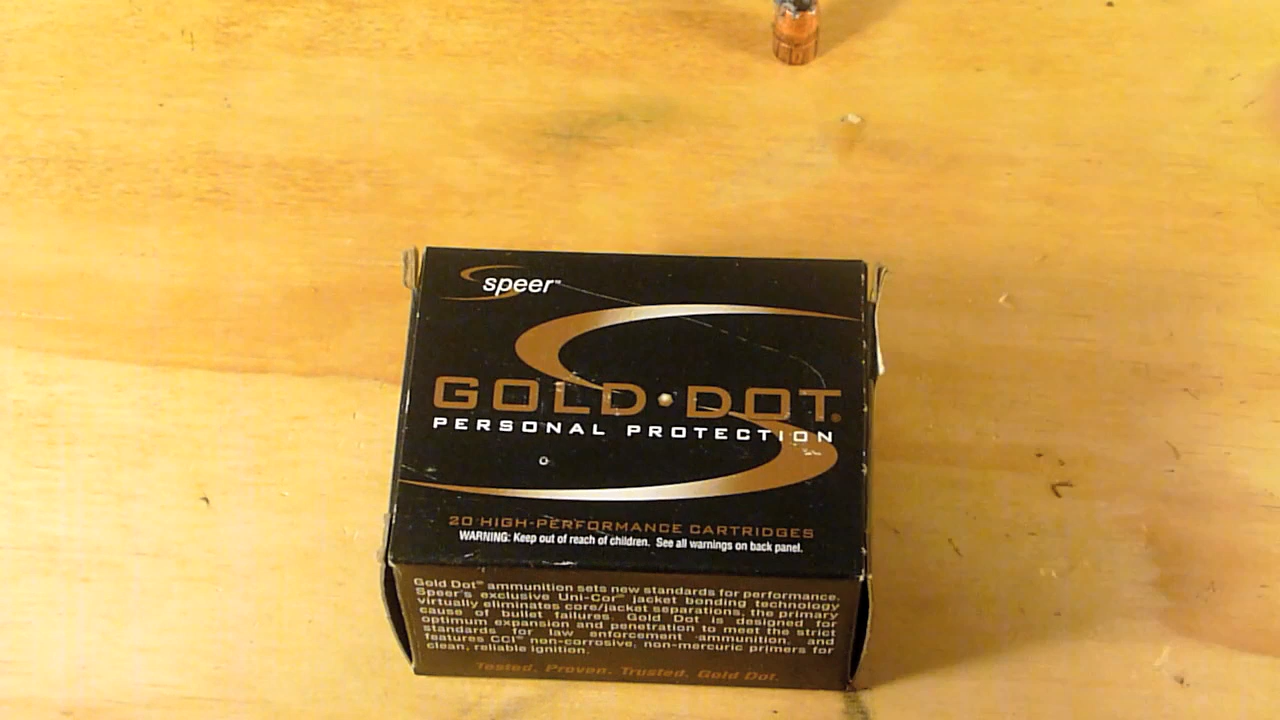 speer™
GOLD•DOT®
PERSONAL PROTECTION
20 HIGH-PERFORMANCE CARTRIDGES
WARNING: Keep out of reach of children. See all warnings on back panel.
Gold Dot® ammunition sets new standards for performance.
Speer's exclusive Uni-Cor™ jacket bending technology
virtually eliminates core/jacket separations, the primary
cause of bullet failures. Gold Dot is designed for
optimum expansion and penetration to meet the strict
standards for law enforcement ammunition, and
features CCI® non-corrosive, non-mercuric primers for
clean, reliable ignition.
Tested. Proven. Trusted. Gold Dot.